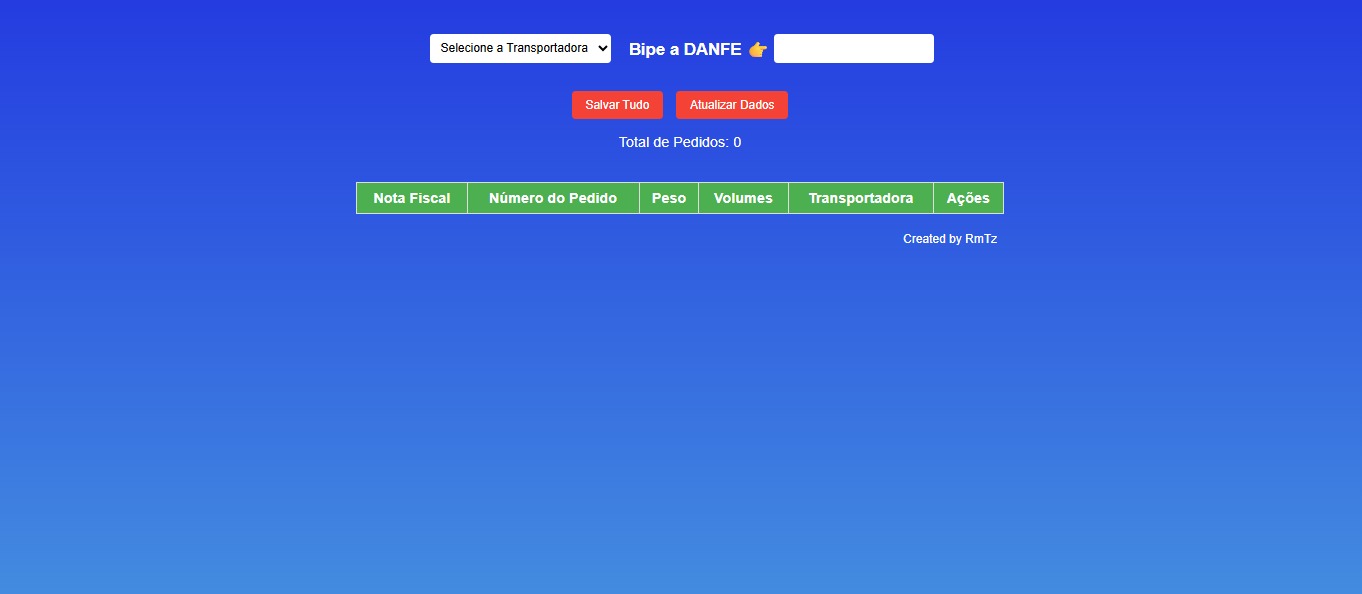 Selecione a Transportadora Bipe a DANFE 👉
Salvar Tudo Atualizar Dados
Total de Pedidos: 0
Nota Fiscal Número do Pedido Peso Volumes Transportadora Ações
Created by RmTz